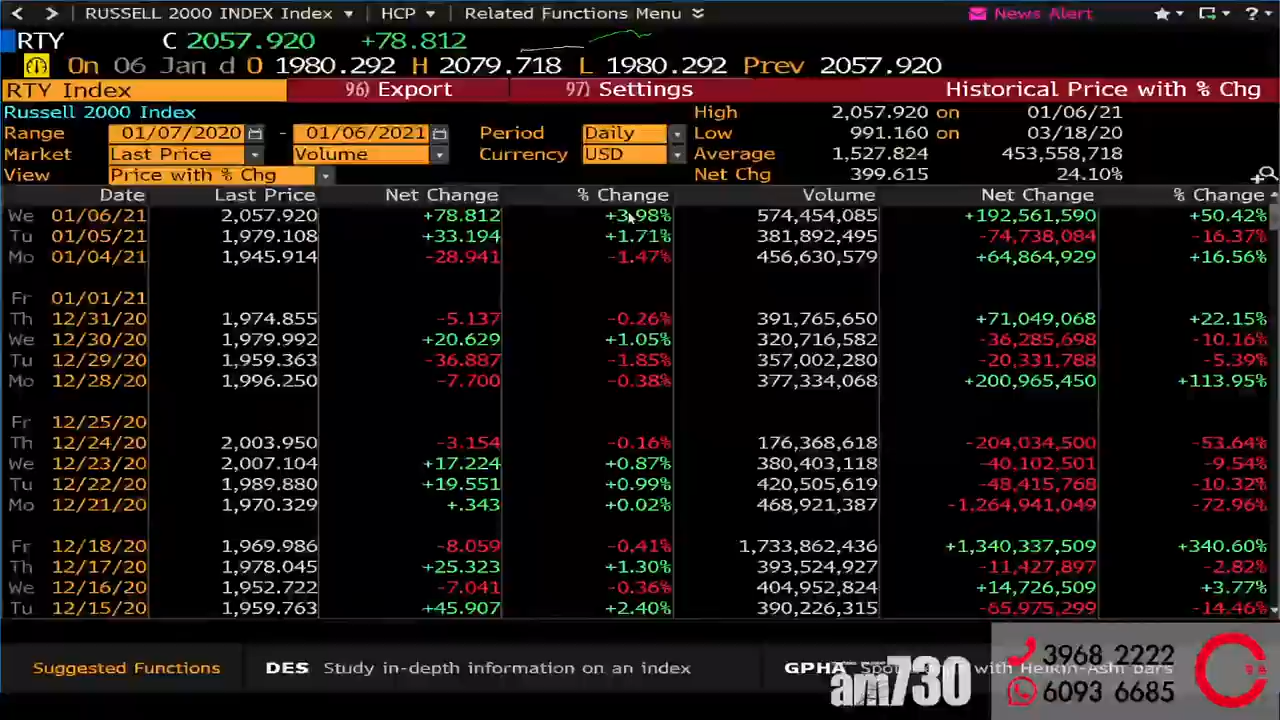 < > RUSSELL 2000 INDEX Index ▾ HCP ▾ Related Functions Menu News Alert ?
RTY C 2057.920 +78.812
On 06 Jan d O 1980.292 H 2079.718 L 1980.292 Prev 2057.920
RTY Index 96) Export 97) Settings Historical Price with % Chg
Russell 2000 Index High 2,057.920 on 01/06/21
Range 01/07/2020 - 01/06/2021 Period Daily Low 991.160 on 03/18/20
Market Last Price Volume Currency USD Average 1,527.824 453,558,718
View Price with % Chg Net Chg 399.615 24.10%
Date Last Price Net Change % Change Volume Net Change % Change
We 01/06/21 2,057.920 +78.812 +3.98% 574,454,085 +192,561,590 +50.42%
Tu 01/05/21 1,979.108 +33.194 +1.71% 381,892,495 -74,738,084 -16.37%
Mo 01/04/21 1,945.914 -28.941 -1.47% 456,630,579 +64,864,929 +16.56%
Fr 01/01/21
Th 12/31/20 1,974.855 -5.137 -0.26% 391,765,650 +71,049,068 +22.15%
We 12/30/20 1,979.992 +20.629 +1.05% 320,716,582 -36,285,698 -10.16%
Tu 12/29/20 1,959.363 -36.887 -1.85% 357,002,280 -20,331,788 -5.39%
Mo 12/28/20 1,996.250 -7.700 -0.38% 377,334,068 +200,965,450 +113.95%
Fr 12/25/20
Th 12/24/20 2,003.950 -3.154 -0.16% 176,368,618 -204,034,500 -53.64%
We 12/23/20 2,007.104 +17.224 +0.87% 380,403,118 -40,102,501 -9.54%
Tu 12/22/20 1,989.880 +19.551 +0.99% 420,505,619 -48,415,768 -10.32%
Mo 12/21/20 1,970.329 +.343 +0.02% 468,921,387 -1,264,941,049 -72.96%
Fr 12/18/20 1,969.986 -8.059 -0.41% 1,733,862,436 +1,340,337,509 +340.60%
Th 12/17/20 1,978.045 +25.323 +1.30% 393,524,927 -11,427,897 -2.82%
We 12/16/20 1,952.722 -7.041 -0.36% 404,952,824 +14,726,509 +3.77%
Tu 12/15/20 1,959.763 +45.907 +2.40% 390,226,315 -65,975,299 -14.46%
Suggested Functions DES Study in-depth information on an index GPHA with Heikin-Ashi bars
am730
3968 2222
6093 6685